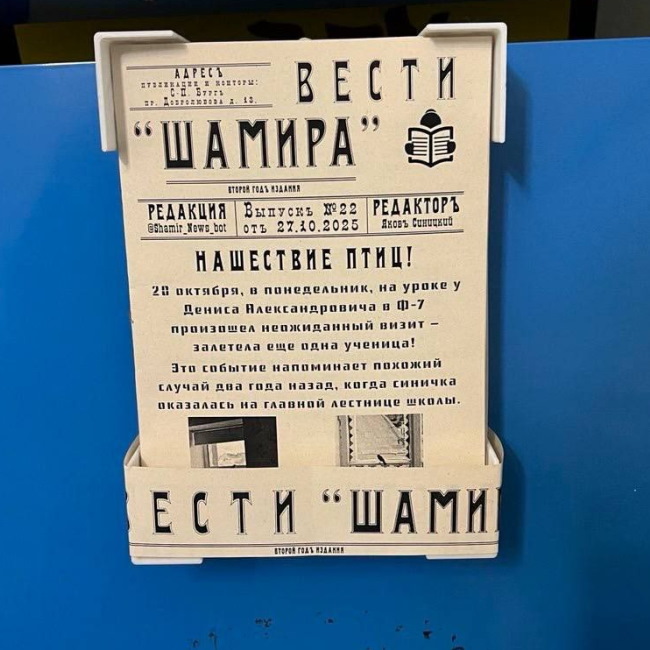 АДРЕСЪ
ПУБЛИКАЦИИ И КОНТОРЫ:
С.П. Бургъ
пр. Добролюбова д. 13.
ВЕСТИ
“ШАМИРА”
ВТОРОЙ ГОДЪ ИЗДАНИЯ
РЕДАКЦИЯ
@Shamir_News_bot
Выпускъ №22
отъ 27.10.2025
РЕДАКТОРЪ
Яковъ Синицкий
НАШЕСТВИЕ ПТИЦ!
20 октября, в понедельник, на уроке у
Дениса Александровича в Ф-7
произошел неожиданный визит –
залетела еще одна ученица!
Это событие напоминает похожий
случай два года назад, когда синичка
оказалась на главной лестнице школы.
ВЕСТИ “ШАМИ
ВТОРОЙ ГОДЪ ИЗДАНИЯ